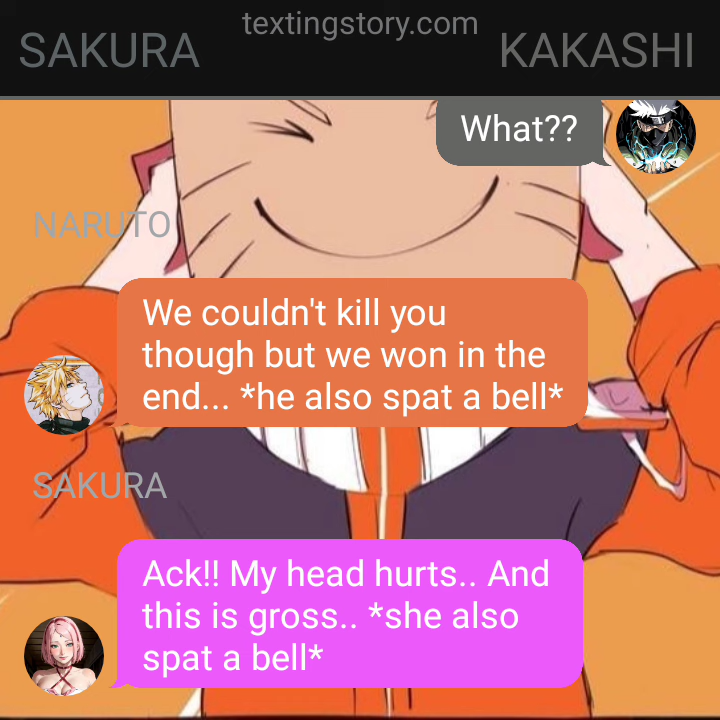 textingstory.com
SAKURA KAKASHI
What??
NARUTO
We couldn't kill you
though but we won in the
end... *he also spat a bell*
SAKURA
Ack!! My head hurts.. And
this is gross.. *she also
spat a bell*